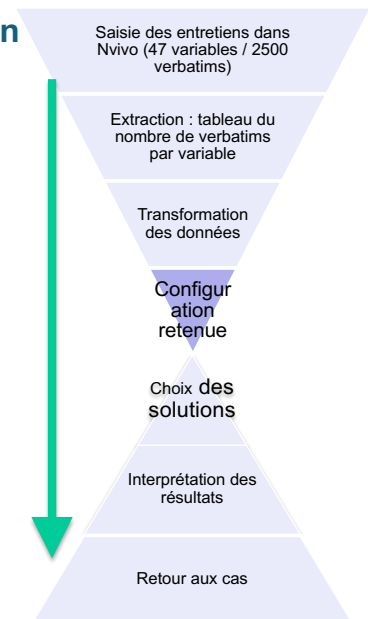 n
Saisie des entretiens dans
Nvivo (47 variables / 2500
verbatims)
Extraction : tableau du
nombre de verbatims
par variable
Transformation
des données
Configur
ation
retenue
Choix des
solutions
Interprétation des
résultats
Retour aux cas